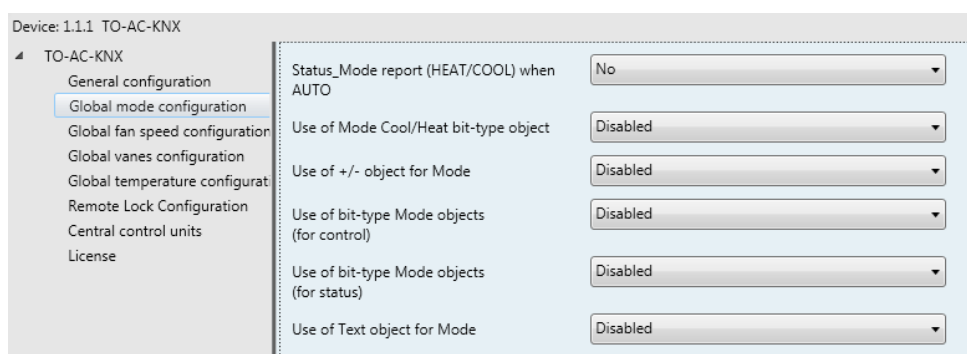 Device: 1.1.1 TO-AC-KNX
TO-AC-KNX
General configuration
Global mode configuration
Global fan speed configuration
Global vanes configuration
Global temperature configurati
Remote Lock Configuration
Central control units
License
Status_Mode report (HEAT/COOL) when
AUTO
No
Use of Mode Cool/Heat bit-type object
Disabled
Use of +/- object for Mode
Disabled
Use of bit-type Mode objects
(for control)
Disabled
Use of bit-type Mode objects
(for status)
Disabled
Use of Text object for Mode
Disabled